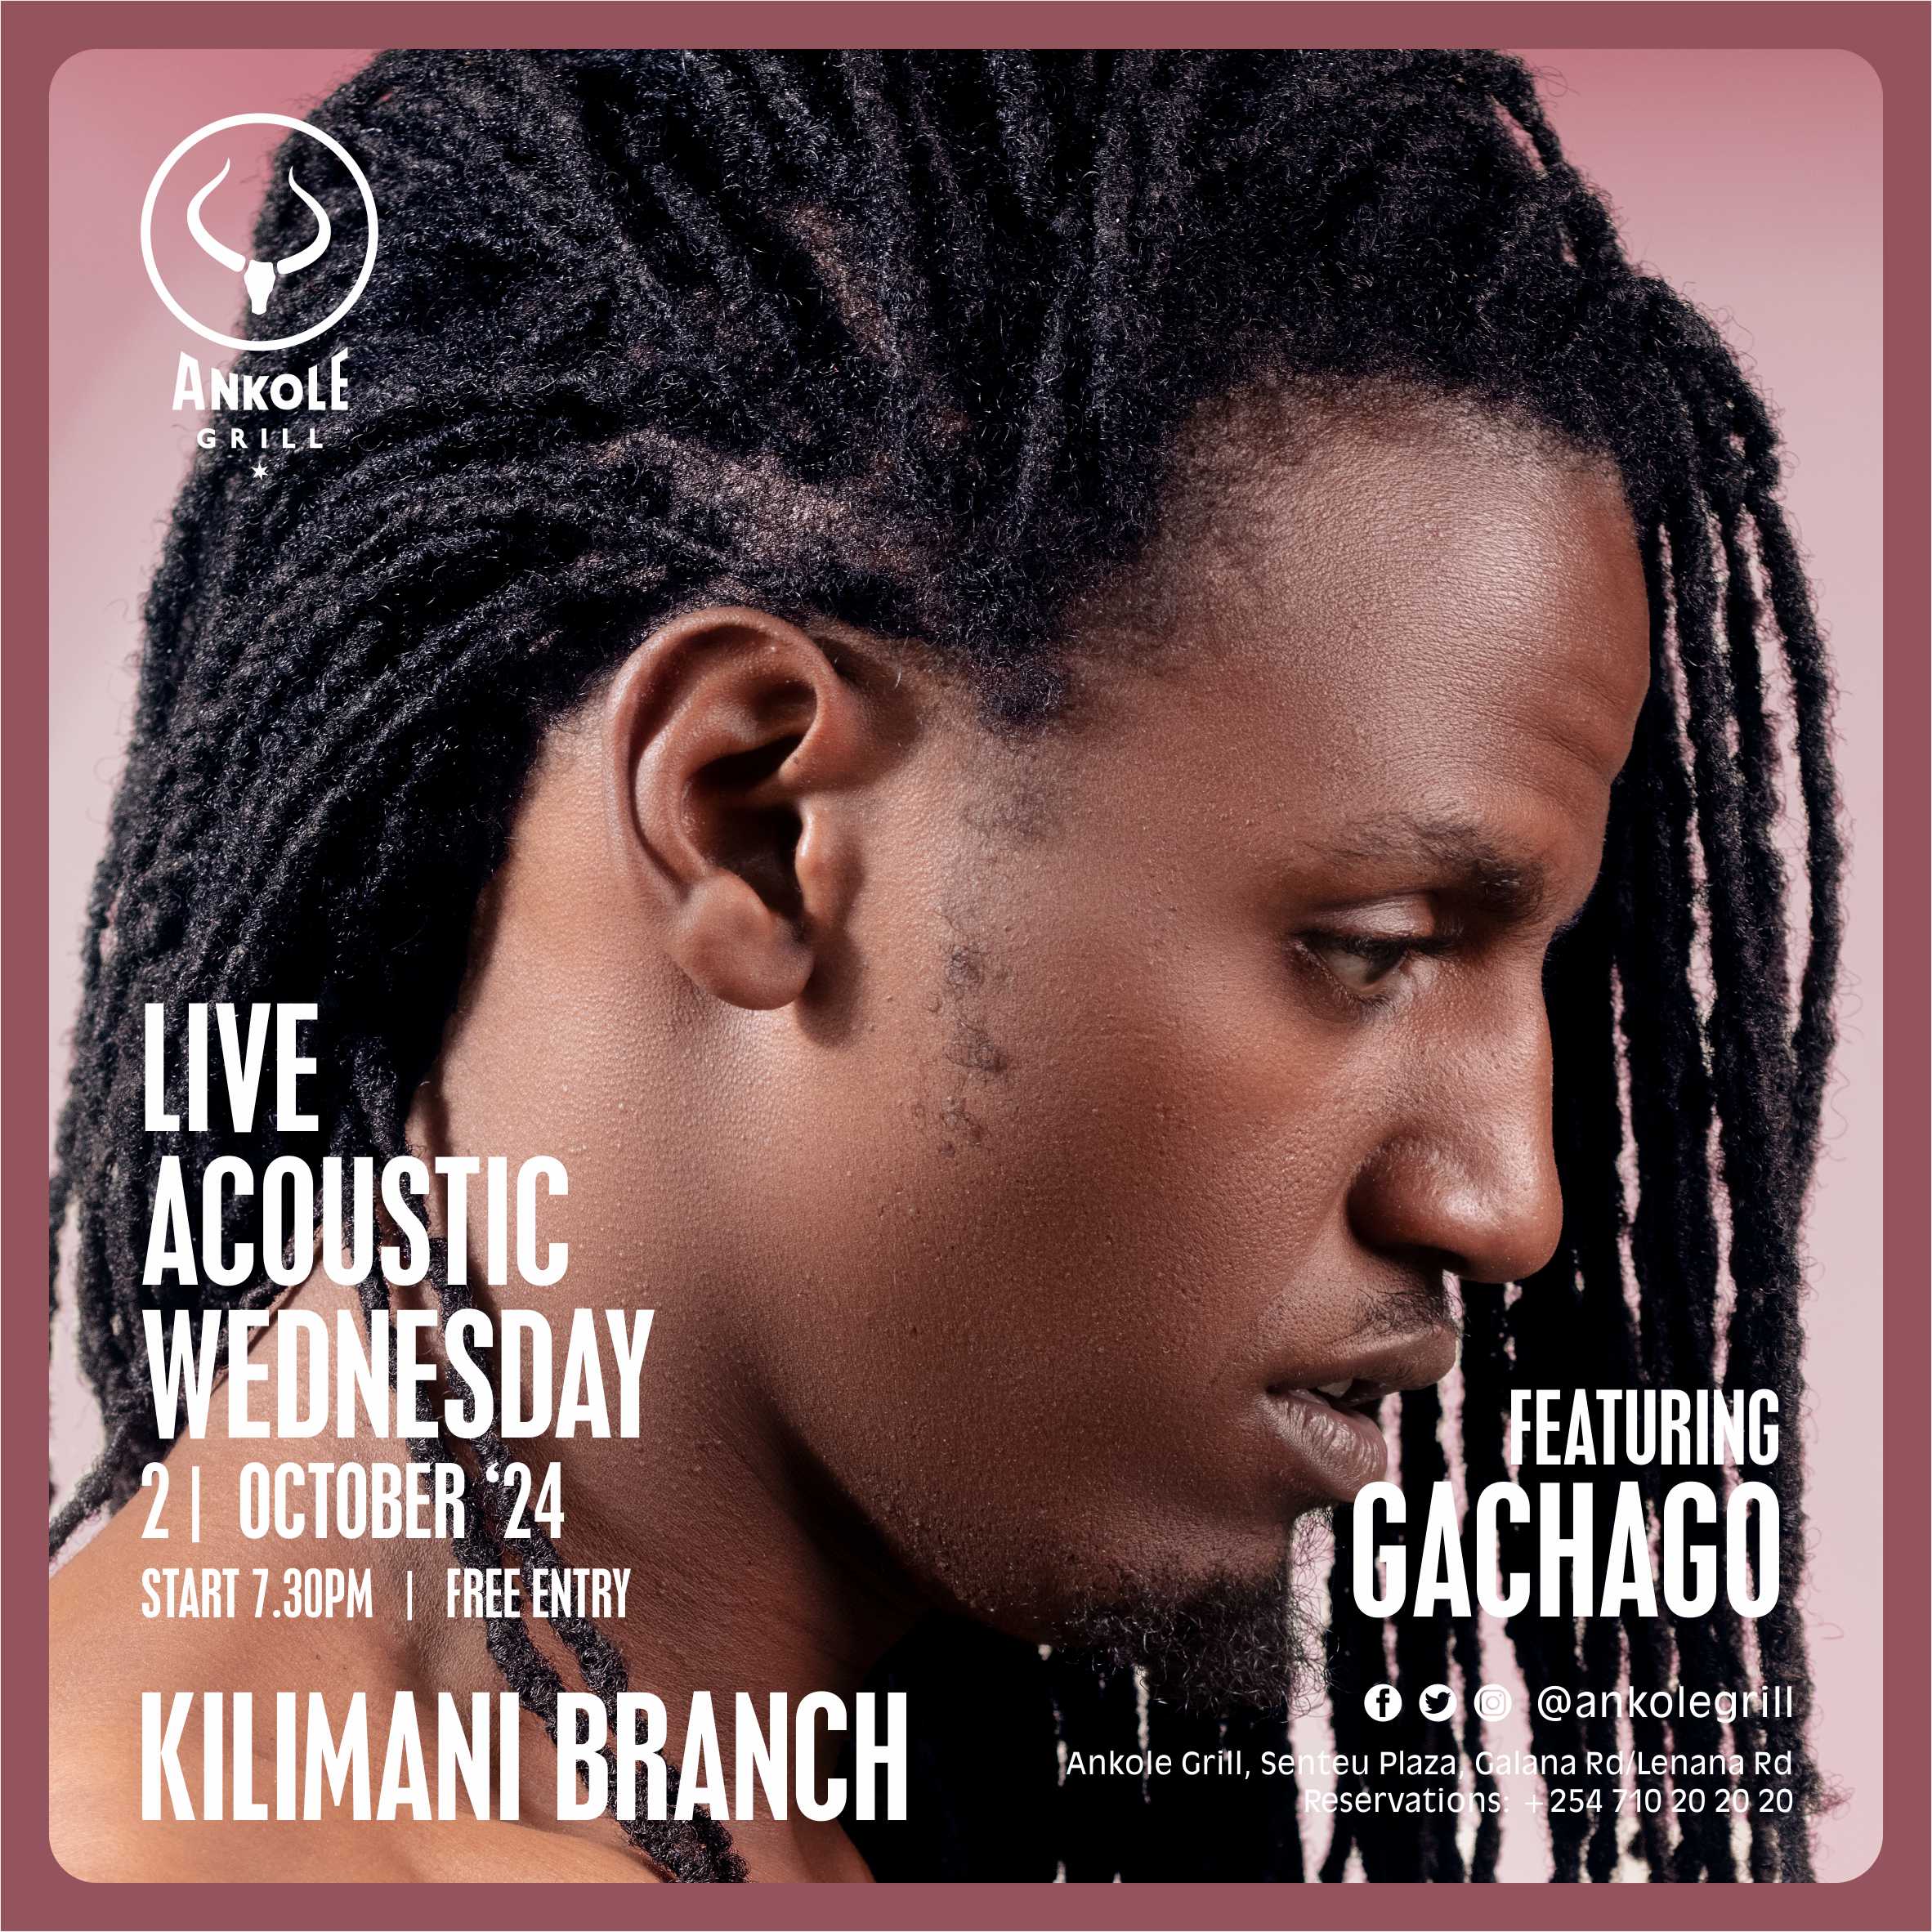 ANKOLE
GRILL
LIVE
ACOUSTIC
WEDNESDAY
2 | OCTOBER ‘24
START 7.30PM | FREE ENTRY
KILIMANI BRANCH
FEATURING
GACHAGO
@ankolegrill
Ankole Grill, Senteu Plaza, Galana Rd/Lenana Rd
Reservations: +254 710 20 20 20